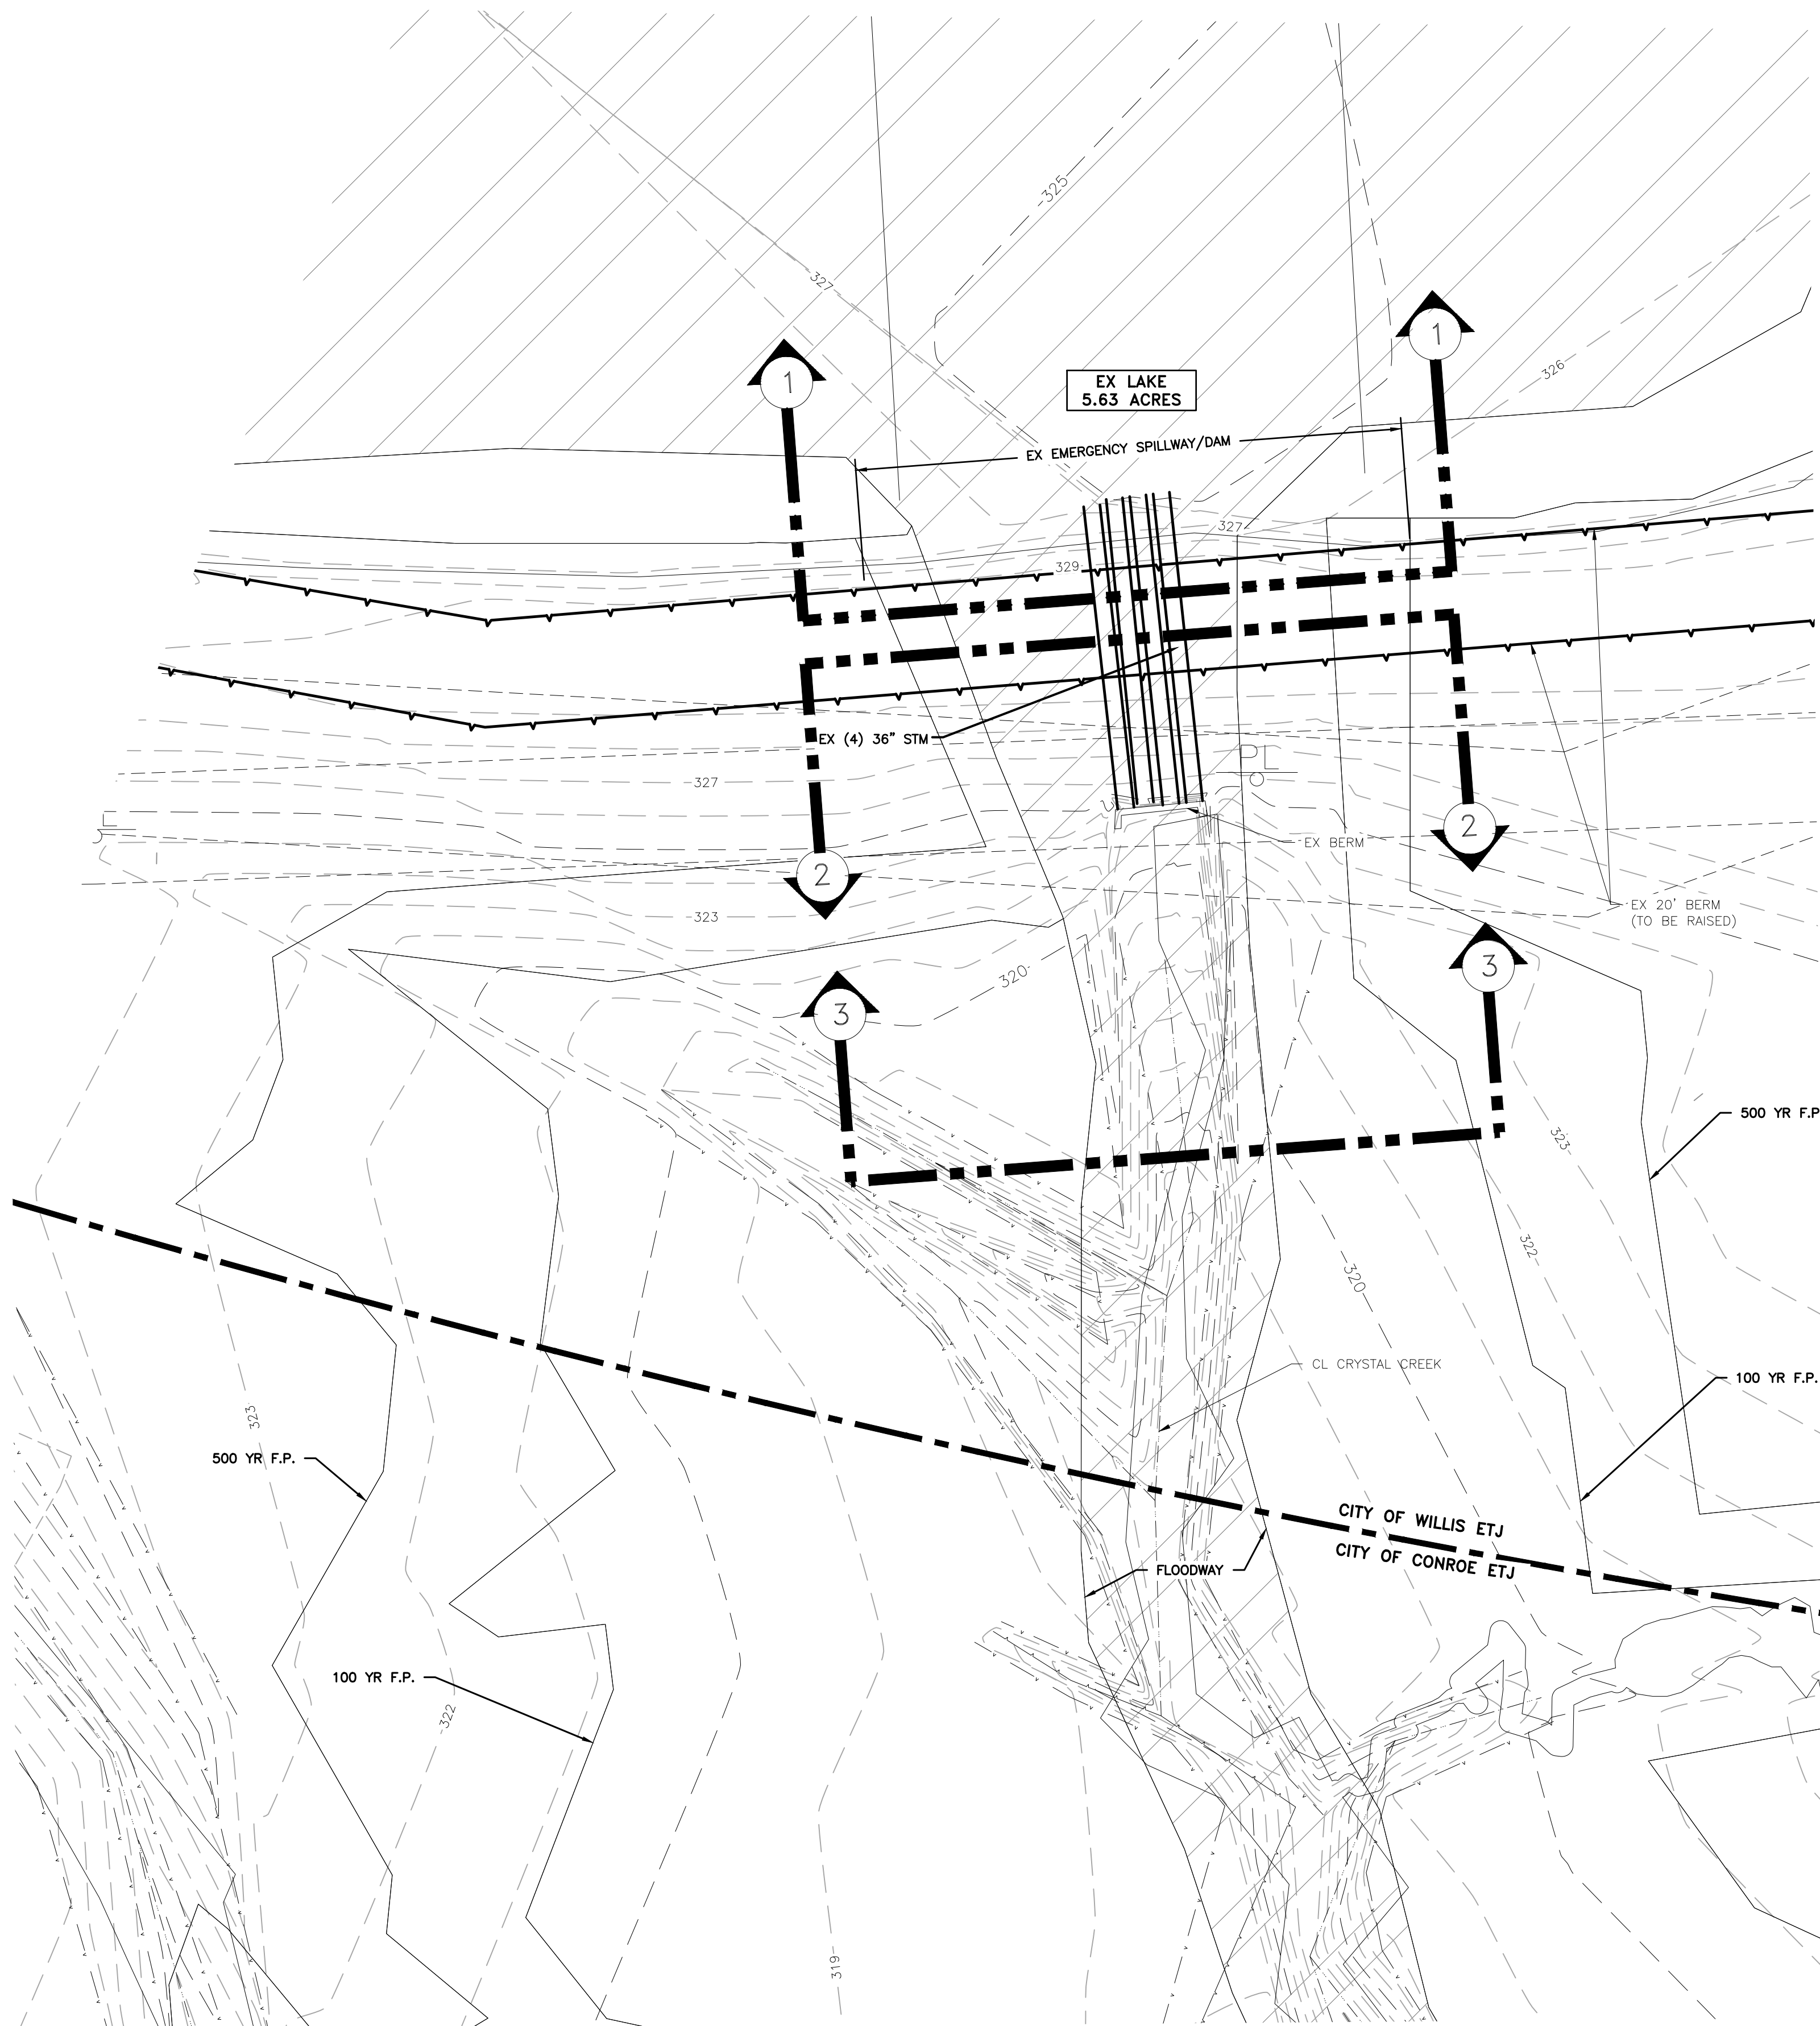 325
327
1
1
EX LAKE
5.63 ACRES
326
EX EMERGENCY SPILLWAY/DAM
327
329
EX (4) 36" STM
PL
327
EX BERM
2
2
323
EX 20' BERM
(TO BE RAISED)
320
3
3
500 YR F.P
323
322
320
CL CRYSTAL CREEK
100 YR F.P.
323
500 YR F.P.
CITY OF WILLIS ETJ
CITY OF CONROE ETJ
FLOODWAY
100 YR F.P.
322
319